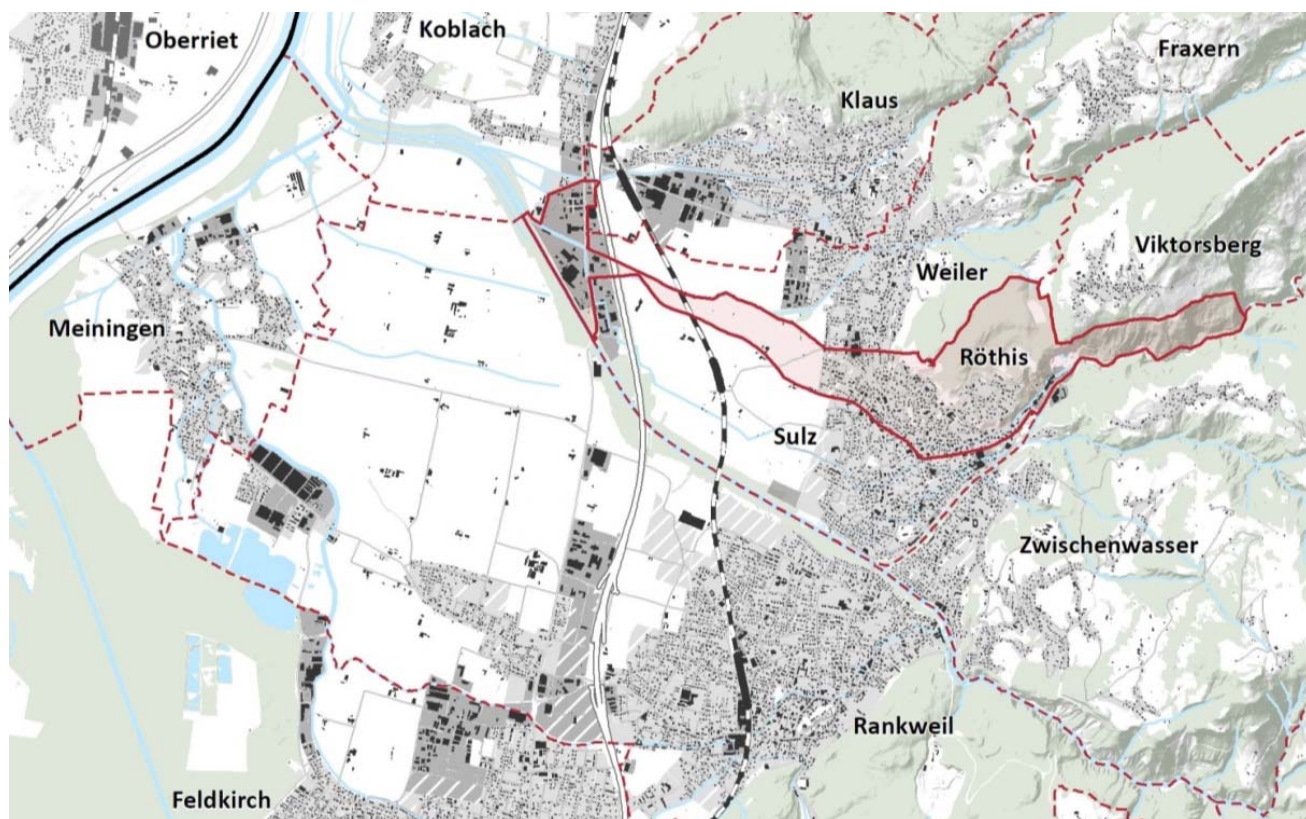 Oberriet
Koblach
Fraxern
Klaus
Viktorsberg
Weiler
Meiningen
Röthis
Sulz
Zwischenwasser
Rankweil
Feldkirch